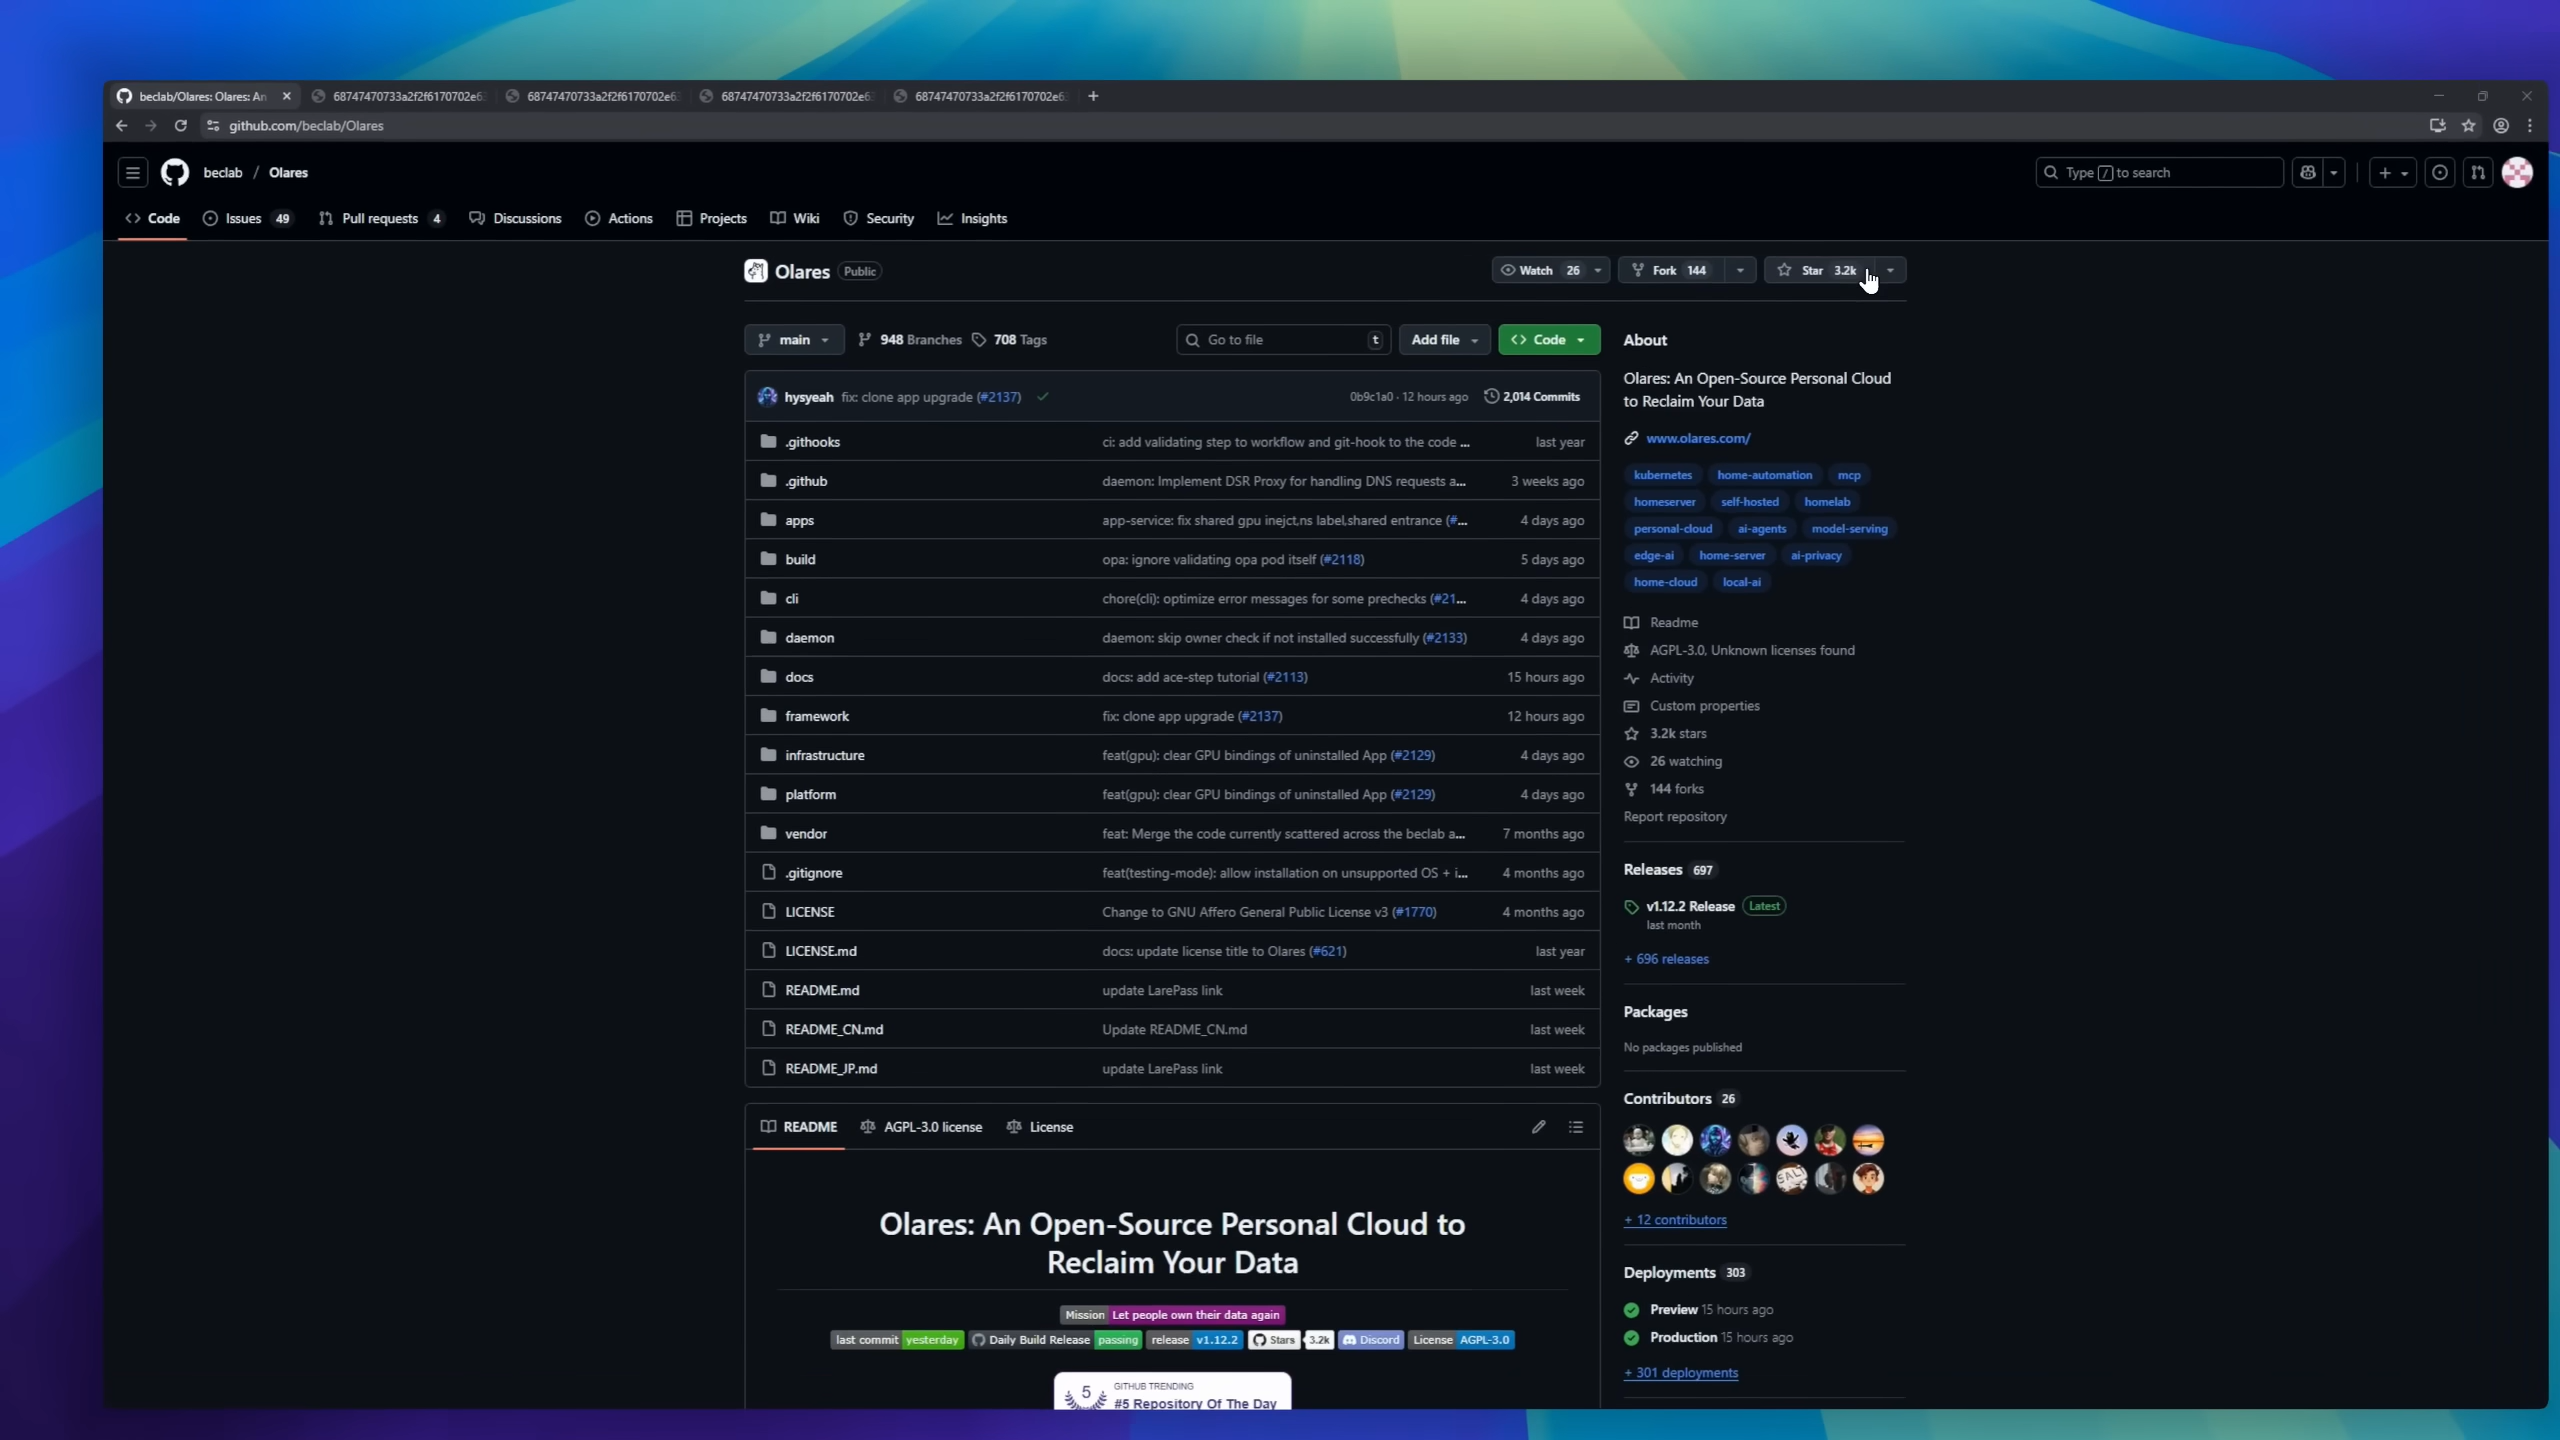 beclab/Olares: Olares: An
68747470733a2f2f6170702e6
68747470733a2f2f6170702e6
68747470733a2f2f6170702e6
68747470733a2f2f6170702e6
github.com/beclab/Olares
beclab / Olares
Type / to search
Code
Issues 49
Pull requests 4
Discussions
Actions
Projects
Wiki
Security
Insights
Olares Public
Watch 26
Fork 144
Star 3.2k
main
948 Branches
708 Tags
Go to file t
Add file
Code
hysyeah fix: clone app upgrade (#2137)
0b9c1a0 · 12 hours ago
2,014 Commits
.githooks ci: add validating step to workflow and git-hook to the code ... last year
.github daemon: Implement DSR Proxy for handling DNS requests a... 3 weeks ago
apps app-service: fix shared gpu inejct,ns label,shared entrance (#... 4 days ago
build opa: ignore validating opa pod itself (#2118) 5 days ago
cli chore(cli): optimize error messages for some prechecks (#21... 4 days ago
daemon daemon: skip owner check if not installed successfully (#2133) 4 days ago
docs docs: add ace-step tutorial (#2113) 15 hours ago
framework fix: clone app upgrade (#2137) 12 hours ago
infrastructure feat(gpu): clear GPU bindings of uninstalled App (#2129) 4 days ago
platform feat(gpu): clear GPU bindings of uninstalled App (#2129) 4 days ago
vendor feat: Merge the code currently scattered across the beclab a... 7 months ago
.gitignore feat(testing-mode): allow installation on unsupported OS + i... 4 months ago
LICENSE Change to GNU Affero General Public License v3 (#1770) 4 months ago
LICENSE.md docs: update license title to Olares (#621) last year
README.md update LarePass link last week
README_CN.md Update README_CN.md last week
README_JP.md update LarePass link last week
README
AGPL-3.0 license
License
Olares: An Open-Source Personal Cloud to
Reclaim Your Data
Mission Let people own their data again
last commit yesterday Daily Build Release passing release v1.12.2 Stars 3.2k Discord License AGPL-3.0
5
GITHUB TRENDING
#5 Repository Of The Day
About
Olares: An Open-Source Personal Cloud
to Reclaim Your Data
www.olares.com/
kubernetes home-automation mcp
homeserver self-hosted homelab
personal-cloud ai-agents model-serving
edge-ai home-server ai-privacy
home-cloud local-ai
Readme
AGPL-3.0, Unknown licenses found
Activity
Custom properties
3.2k stars
26 watching
144 forks
Report repository
Releases 697
v1.12.2 Release Latest
last month
+ 696 releases
Packages
No packages published
Contributors 26
SALT
+ 12 contributors
Deployments 303
Preview 15 hours ago
Production 15 hours ago
+ 301 deployments